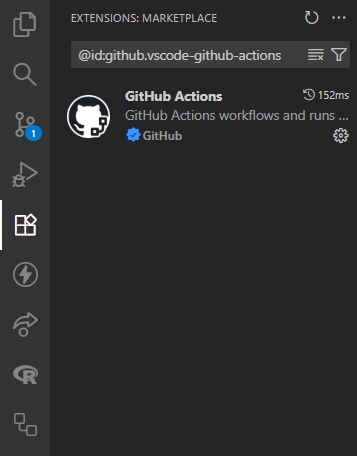 EXTENSIONS: MARKETPLACE
@id:github.vscode-github-actions
GitHub Actions 152ms
GitHub Actions workflows and runs ...
GitHub
1
R